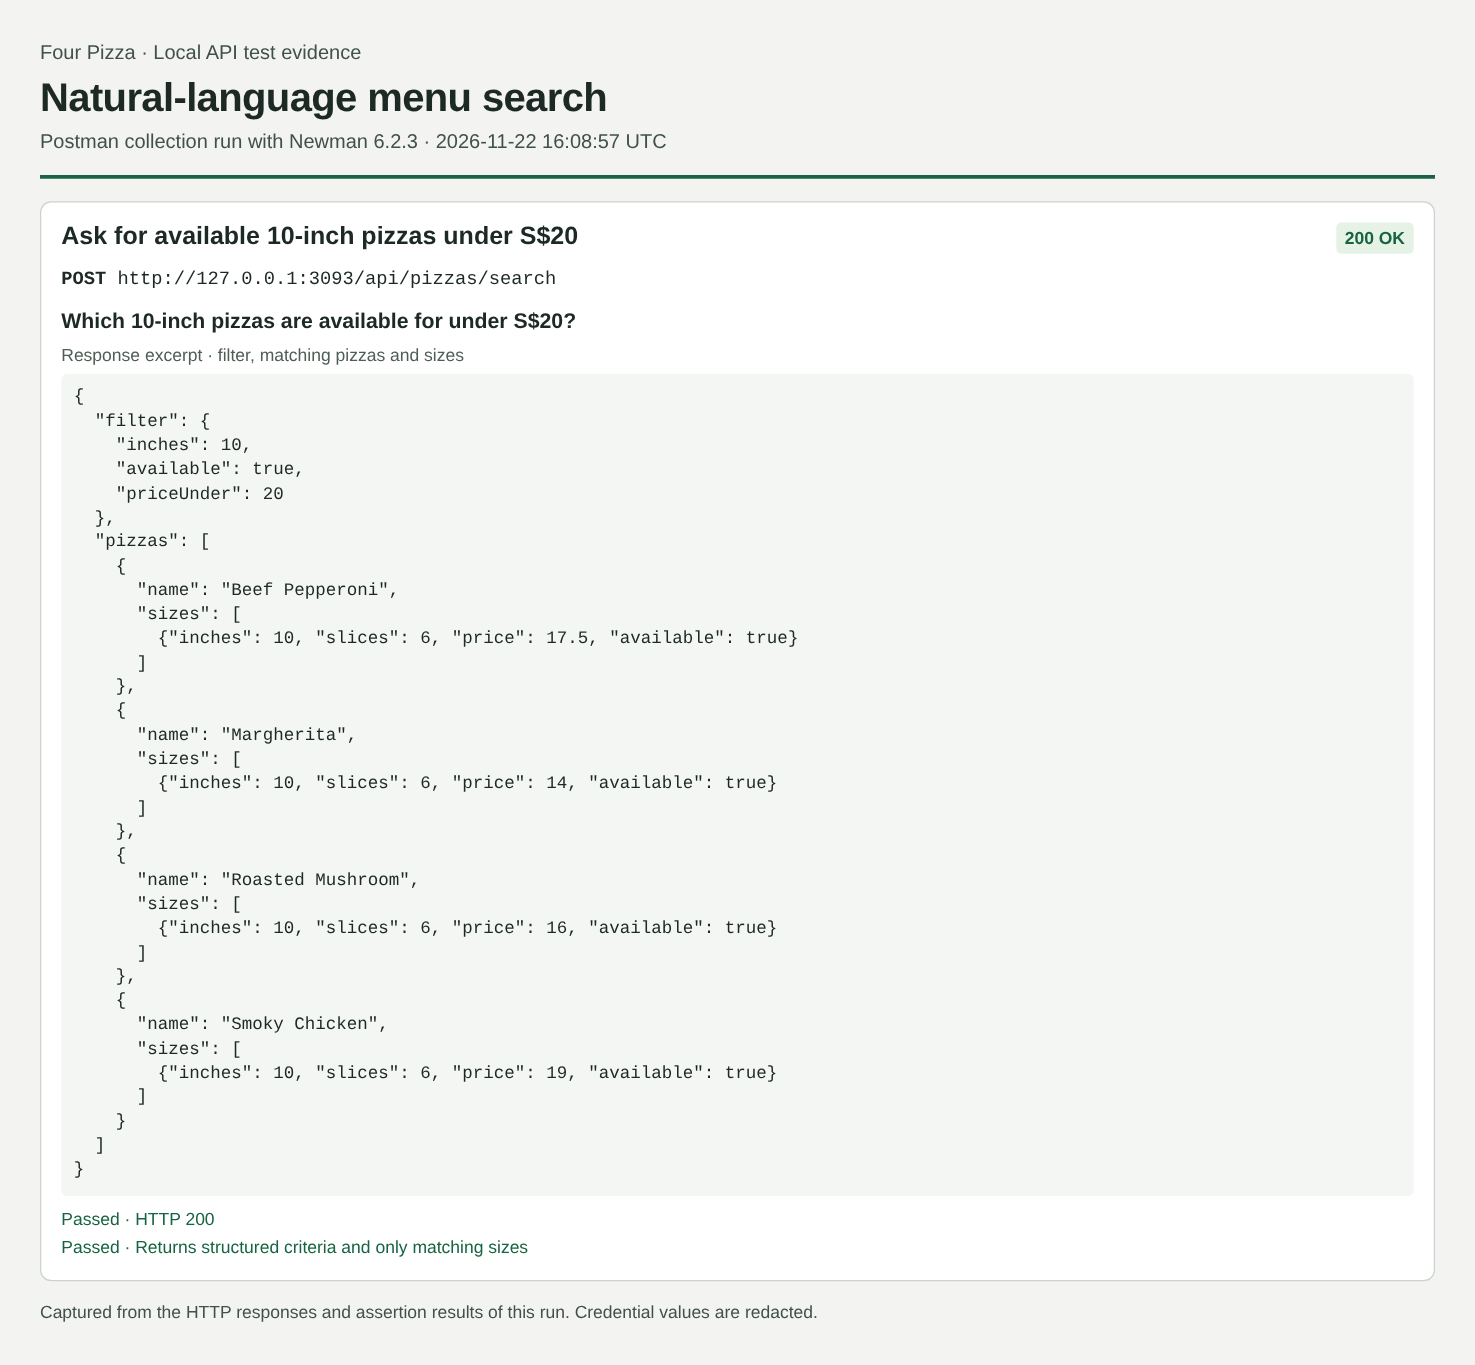 Four Pizza · Local API test evidence
Natural-language menu search
Postman collection run with Newman 6.2.3 · 2026-11-22 16:08:57 UTC
Ask for available 10-inch pizzas under S$20
200 OK
POST http://127.0.0.1:3093/api/pizzas/search
Which 10-inch pizzas are available for under S$20?
Response excerpt · filter, matching pizzas and sizes
{
  "filter": {
    "inches": 10,
    "available": true,
    "priceUnder": 20
  },
  "pizzas": [
    {
      "name": "Beef Pepperoni",
      "sizes": [
        {"inches": 10, "slices": 6, "price": 17.5, "available": true}
      ]
    },
    {
      "name": "Margherita",
      "sizes": [
        {"inches": 10, "slices": 6, "price": 14, "available": true}
      ]
    },
    {
      "name": "Roasted Mushroom",
      "sizes": [
        {"inches": 10, "slices": 6, "price": 16, "available": true}
      ]
    },
    {
      "name": "Smoky Chicken",
      "sizes": [
        {"inches": 10, "slices": 6, "price": 19, "available": true}
      ]
    }
  ]
}
Passed · HTTP 200
Passed · Returns structured criteria and only matching sizes
Captured from the HTTP responses and assertion results of this run. Credential values are redacted.